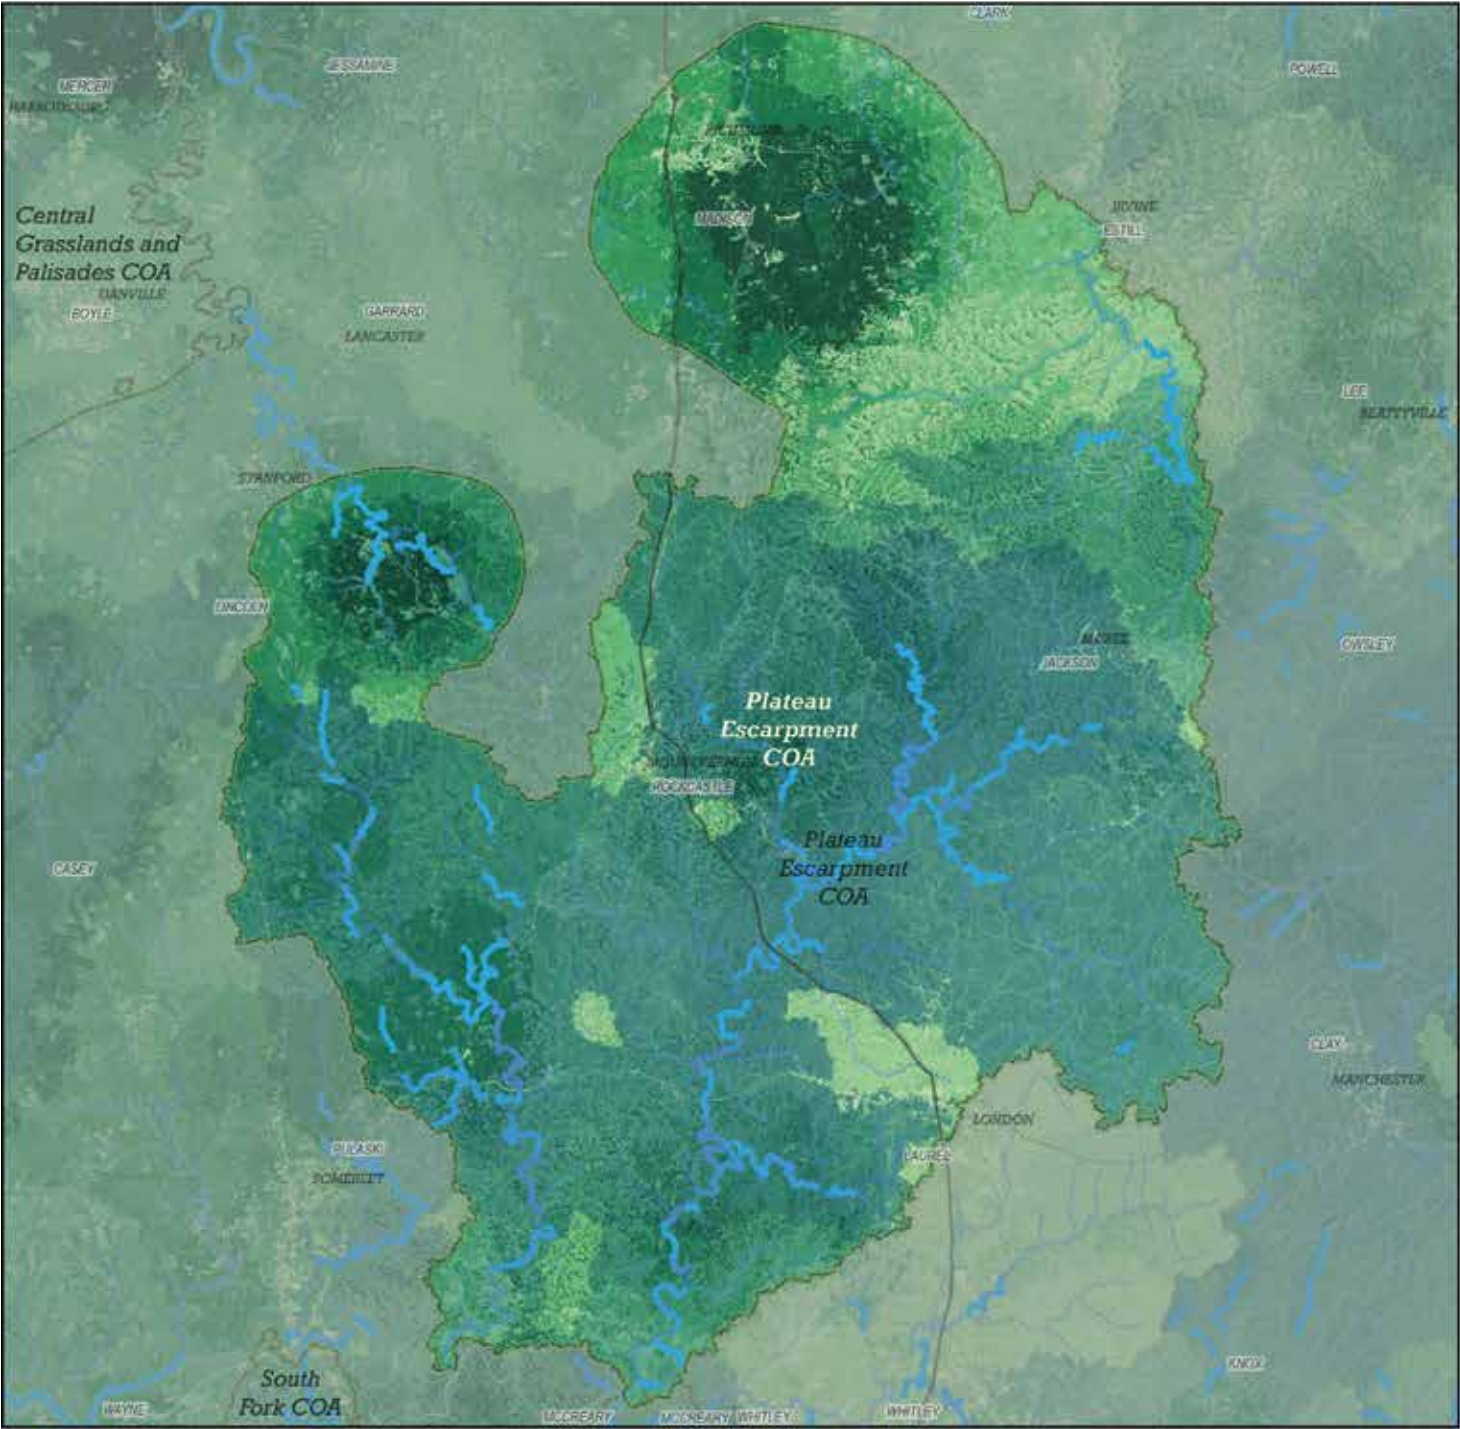 CLARK
JESSAMINE
POWELL
MERCER
HARRODSBURG
RICHMOND
IRVINE
MADISON
ESTILL
Central
Grasslands and
Palisades COA
DANVILLE
BOYLE
GARRARD
LANCASTER
LEE
BEATTYVILLE
STANFORD
LINCOLN
MCKEE
JACKSON
OWSLEY
Plateau
Escarpment
COA
ROCKCASTLE
Plateau
Escarpment
COA
CASEY
CLAY
MANCHESTER
LONDON
PULASKI
LAUREL
SOMERSET
KNOX
South
Fork COA
WAYNE
MCCREARY
MCCREARY
WHITLEY
WHITLEY